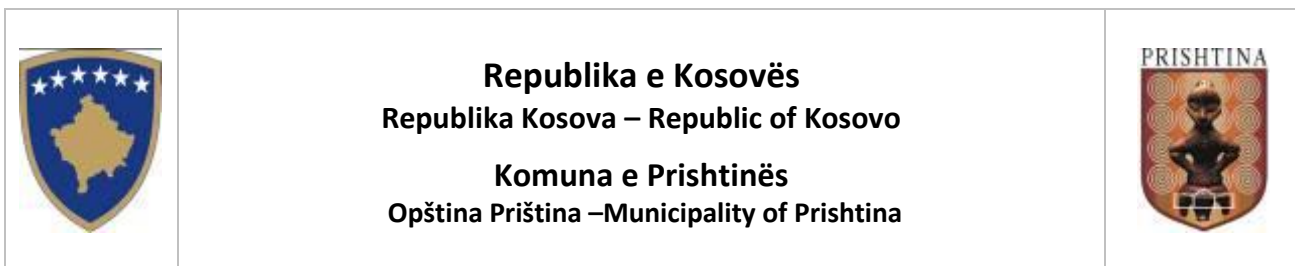 Republika e Kosovës
Republika Kosova – Republic of Kosovo
Komuna e Prishtinës
Opština Priština –Municipality of Prishtina
PRISHTINA